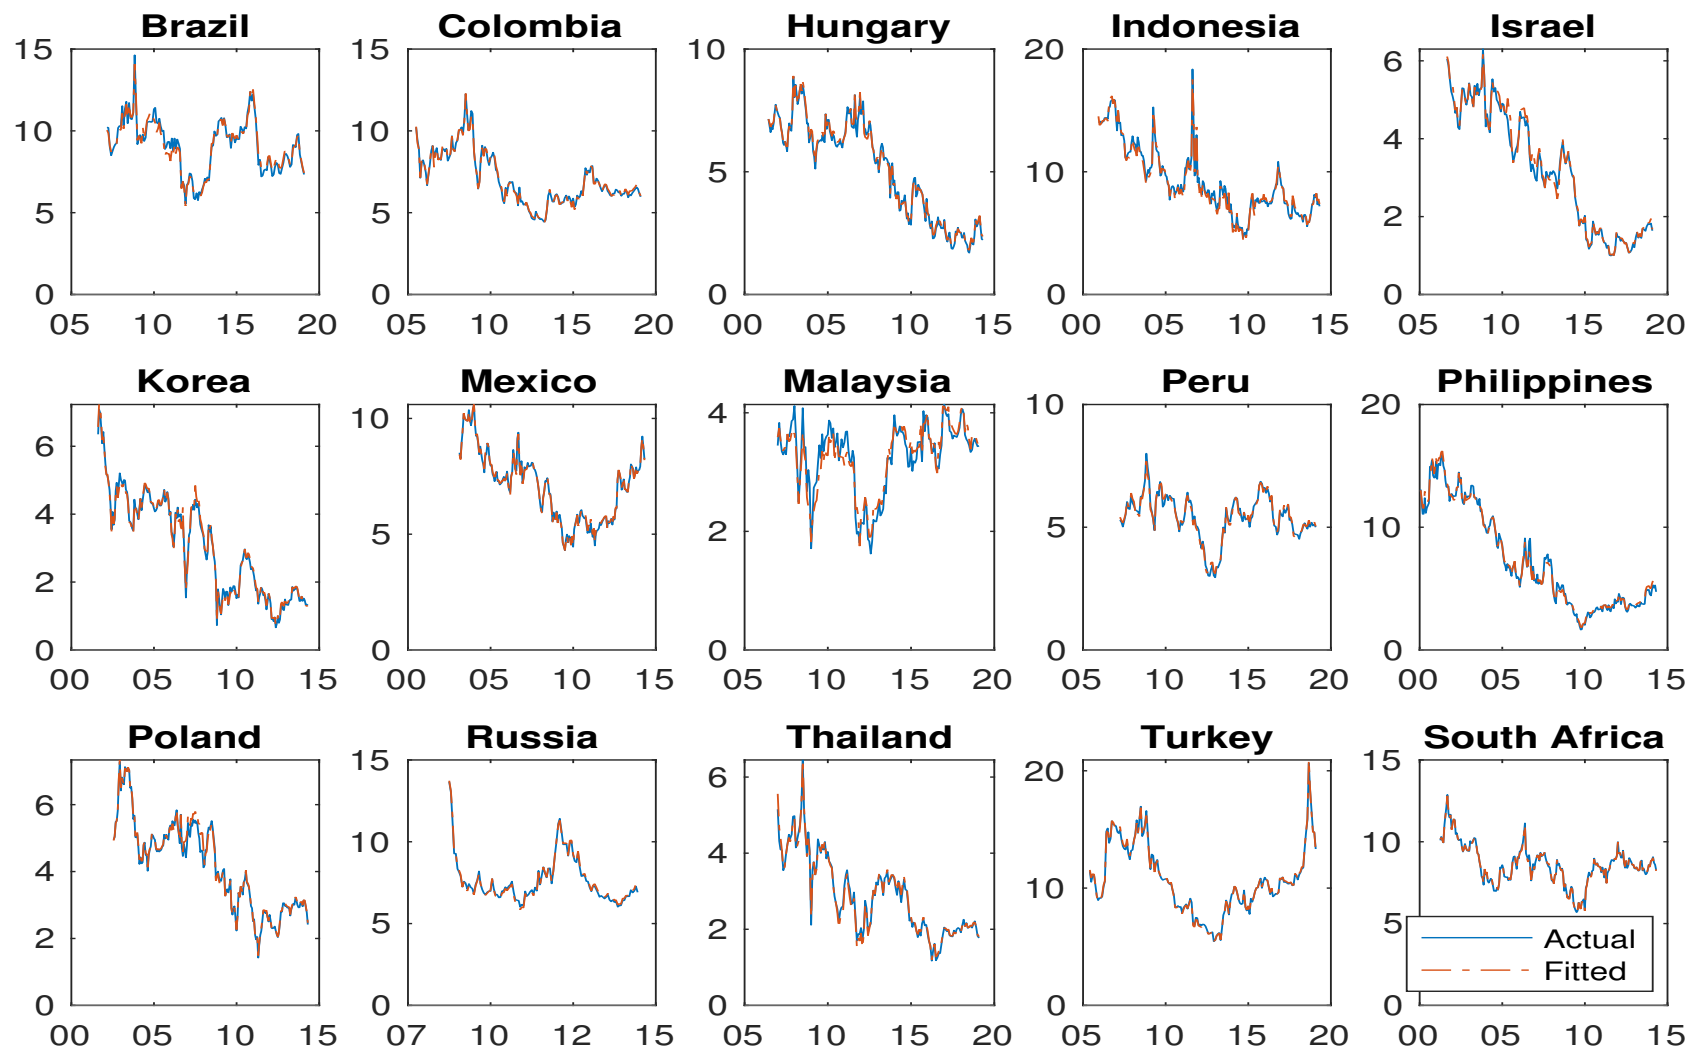 Brazil Colombia Hungary Indonesia Israel
15 15 10 20 6
10 10 5 10 4
5 5 2
0 0 0 0 0
05 10 15 20 05 10 15 20 00 05 10 15 00 05 10 15 05 10 15 20
Korea Mexico Malaysia Peru Philippines
6 10 4 10 20
4 5 2 5 10
2
0 0 0 0 0
00 05 10 15 00 05 10 15 05 10 15 20 05 10 15 20 00 05 10 15
Poland Russia Thailand Turkey South Africa
6 15 6 20 15
4 10 4 10 10
2 5 2 5
Actual
Fitted
0 0 0 0 0
00 05 10 15 07 10 12 15 05 10 15 20 05 10 15 20 00 05 10 15